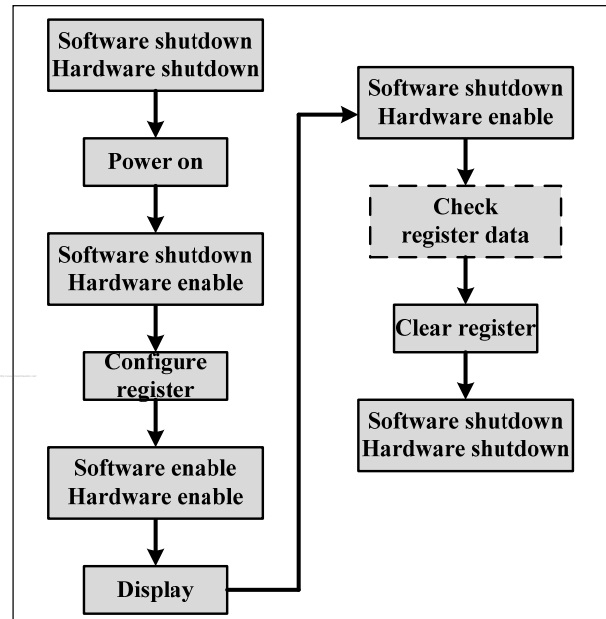 Software shutdown
Hardware shutdown
Power on
Software shutdown
Hardware enable
Configure
register
Software enable
Hardware enable
Display
Software shutdown
Hardware enable
Check
register data
Clear register
Software shutdown
Hardware shutdown